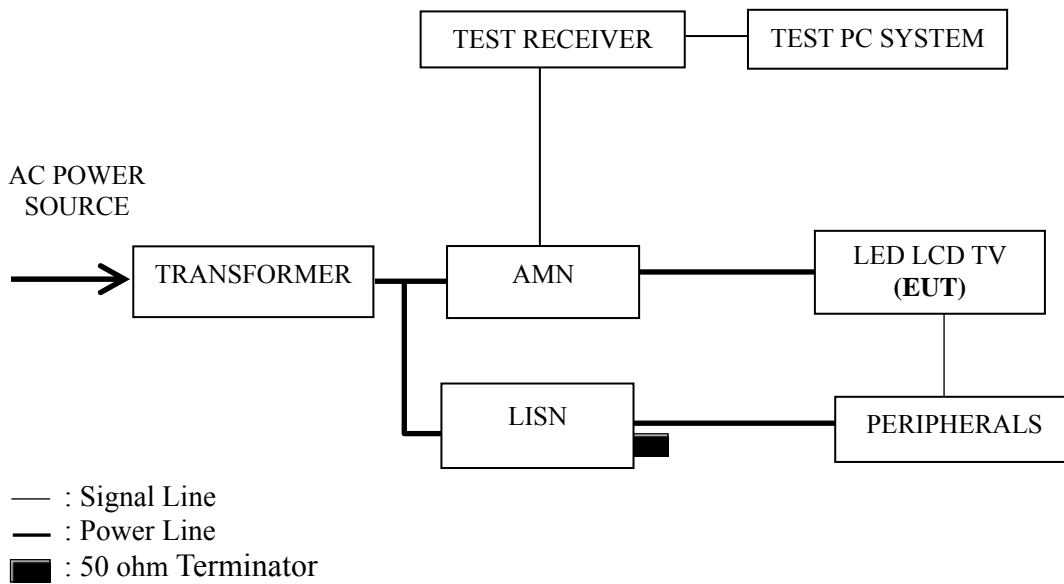 TEST RECEIVER
TEST PC SYSTEM
AC POWER
SOURCE
TRANSFORMER
AMN
LED LCD TV
(EUT)
LISN
PERIPHERALS
: Signal Line
: Power Line
: 50 ohm Terminator